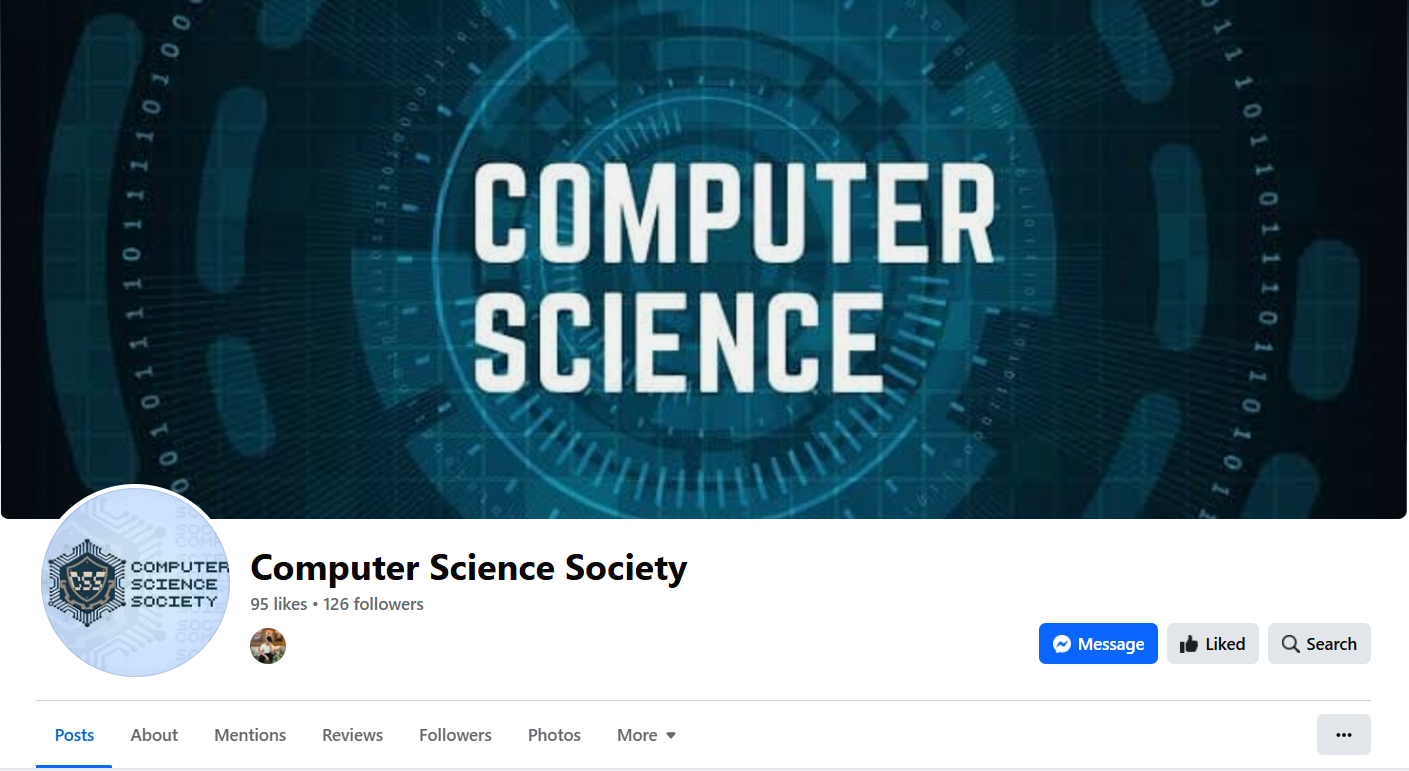 COMPUTER
SCIENCE
CSS
COMPUTER
SCIENCE
SOCIETY
Computer Science Society
95 likes • 126 followers
Message
Liked
Search
Posts
About
Mentions
Reviews
Followers
Photos
More